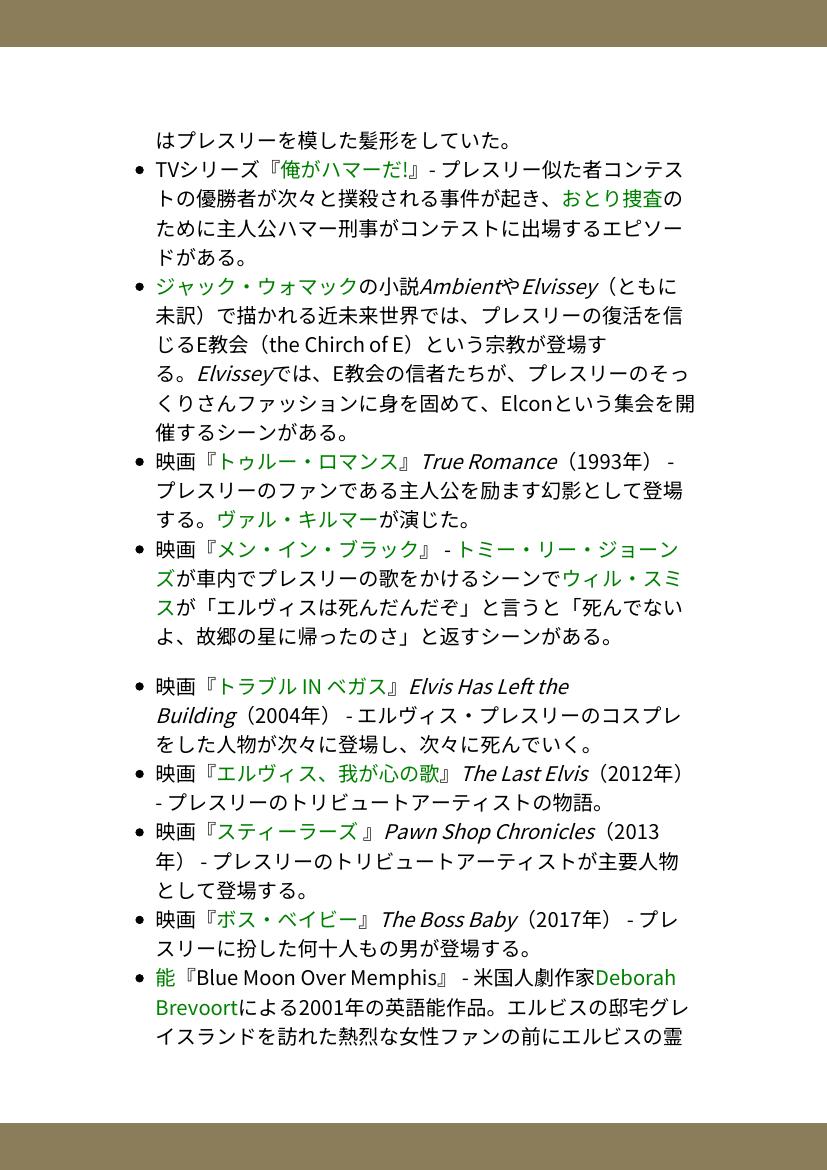 はプレスリーを模した髪形をしていた。
● TVシリーズ『俺がハマーだ!』- プレスリー似た者コンテス
トの優勝者が次々と撲殺される事件が起き、おとり捜査の
ために主人公ハマー刑事がコンテストに出場するエピソー
ドがある。
● ジャック・ウォマックの小説AmbientやElvissey（ともに
未訳）で描かれる近未来世界では、プレスリーの復活を信
じるE教会（the Chirch of E）という宗教が登場す
る。Elvisseyでは、E教会の信者たちが、プレスリーのそっ
くりさんファッションに身を固めて、Elconという集会を開
催するシーンがある。
● 映画『トゥルー・ロマンス』True Romance（1993年） -
プレスリーのファンである主人公を励ます幻影として登場
する。ヴァル・キルマーが演じた。
● 映画『メン・イン・ブラック』 - トミー・リー・ジョーン
ズが車内でプレスリーの歌をかけるシーンでウィル・スミ
スが「エルヴィスは死んだんだぞ」と言うと「死んでない
よ、故郷の星に帰ったのさ」と返すシーンがある。
● 映画『トラブル IN ベガス』Elvis Has Left the
Building（2004年） - エルヴィス・プレスリーのコスプレ
をした人物が次々に登場し、次々に死んでいく。
● 映画『エルヴィス、我が心の歌』The Last Elvis（2012年）
- プレスリーのトリビュートアーティストの物語。
● 映画『スティーラーズ 』Pawn Shop Chronicles（2013
年） - プレスリーのトリビュートアーティストが主要人物
として登場する。
● 映画『ボス・ベイビー』The Boss Baby（2017年） - プレ
スリーに扮した何十人もの男が登場する。
● 能『Blue Moon Over Memphis』 - 米国人劇作家Deborah
Brevoortによる2001年の英語能作品。エルビスの邸宅グレ
イスランドを訪れた熱烈な女性ファンの前にエルビスの霊